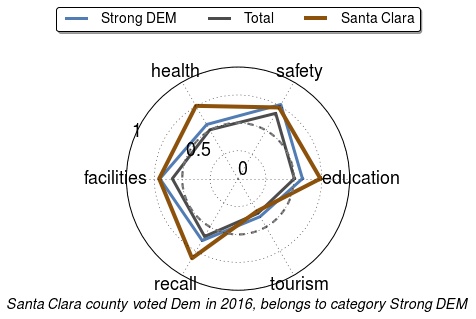 Strong DEM Total Santa Clara
health safety
1
0.5
0
facilities education
recall tourism
Santa Clara county voted Dem in 2016, belongs to category Strong DEM